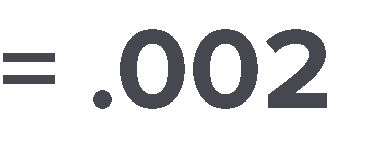 = .002